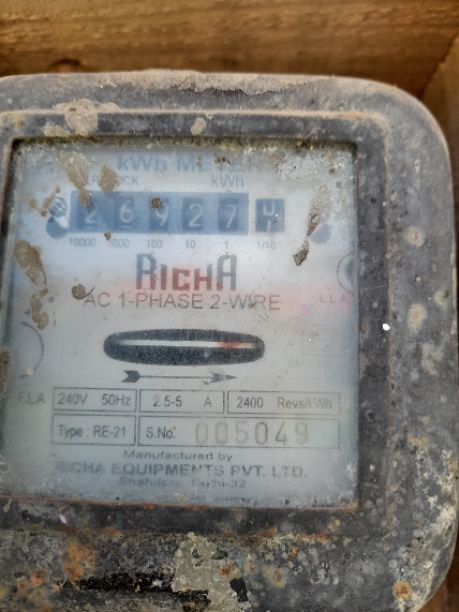 kWh METER
kWh
2 6 9 2 7 4
10000 1000 100 10 1 1/10
RICHA
AC 1-PHASE 2-WIRE
F.L.A
240V 50Hz 2.5-5 A 2400 Revs/kWh
Type : RE-21 S.No: 005049
Manufactured by
RICHA EQUIPMENTS PVT. LTD.